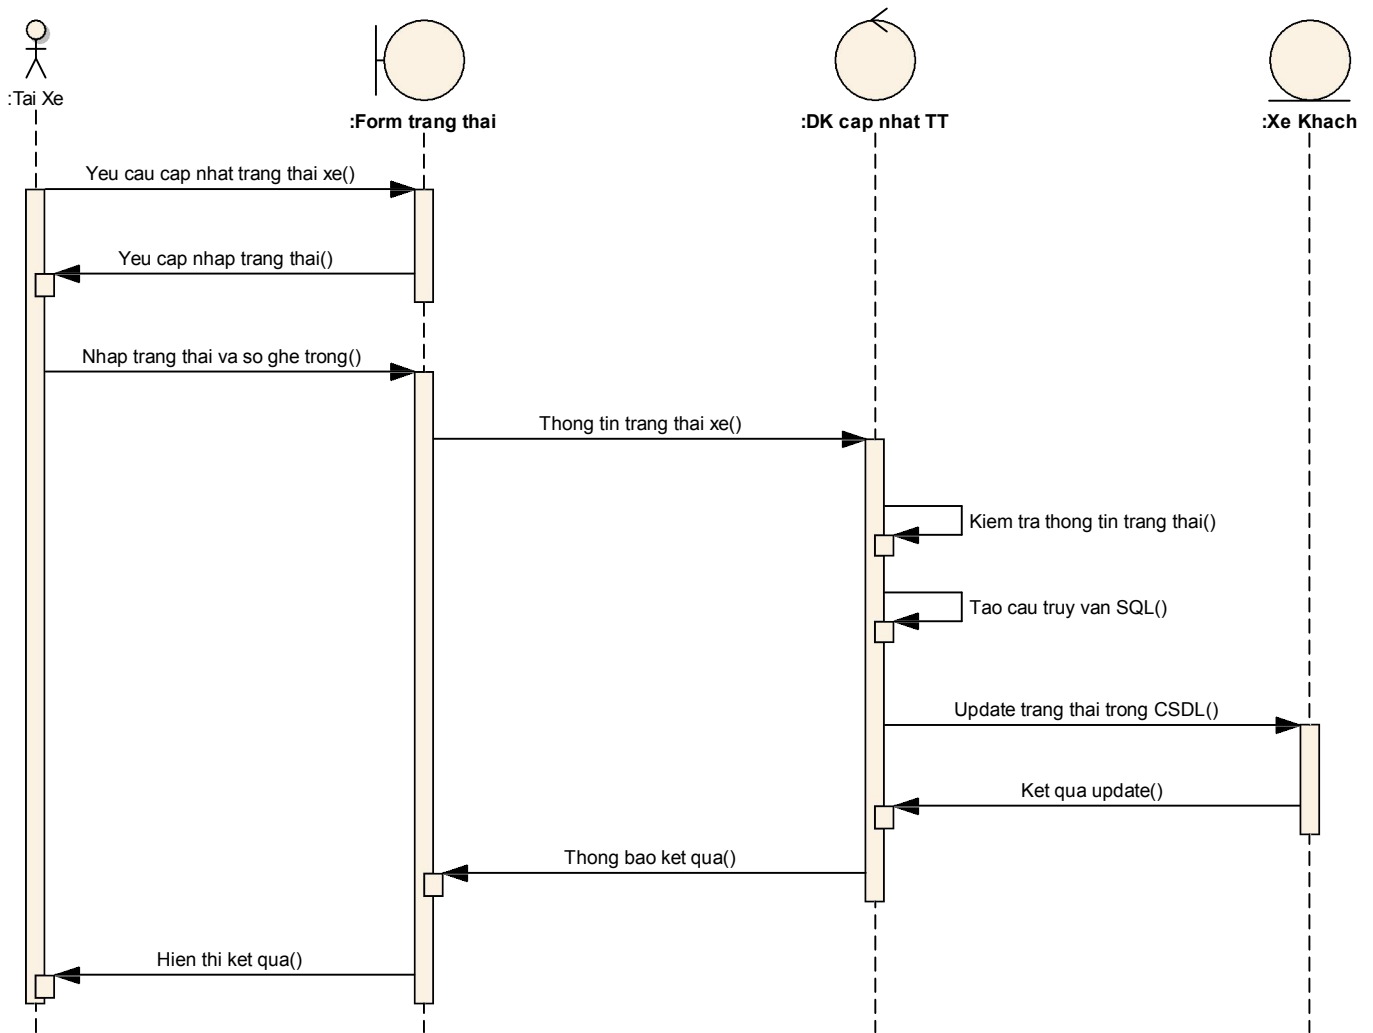 :Tai Xe
:Form trang thai
:DK cap nhat TT
:Xe Khach
Yeu cau cap nhat trang thai xe()
Yeu cap nhap trang thai()
Nhap trang thai va so ghe trong()
Thong tin trang thai xe()
Kiem tra thong tin trang thai()
Tao cau truy van SQL()
Update trang thai trong CSDL()
Ket qua update()
Thong bao ket qua()
Hien thi ket qua()